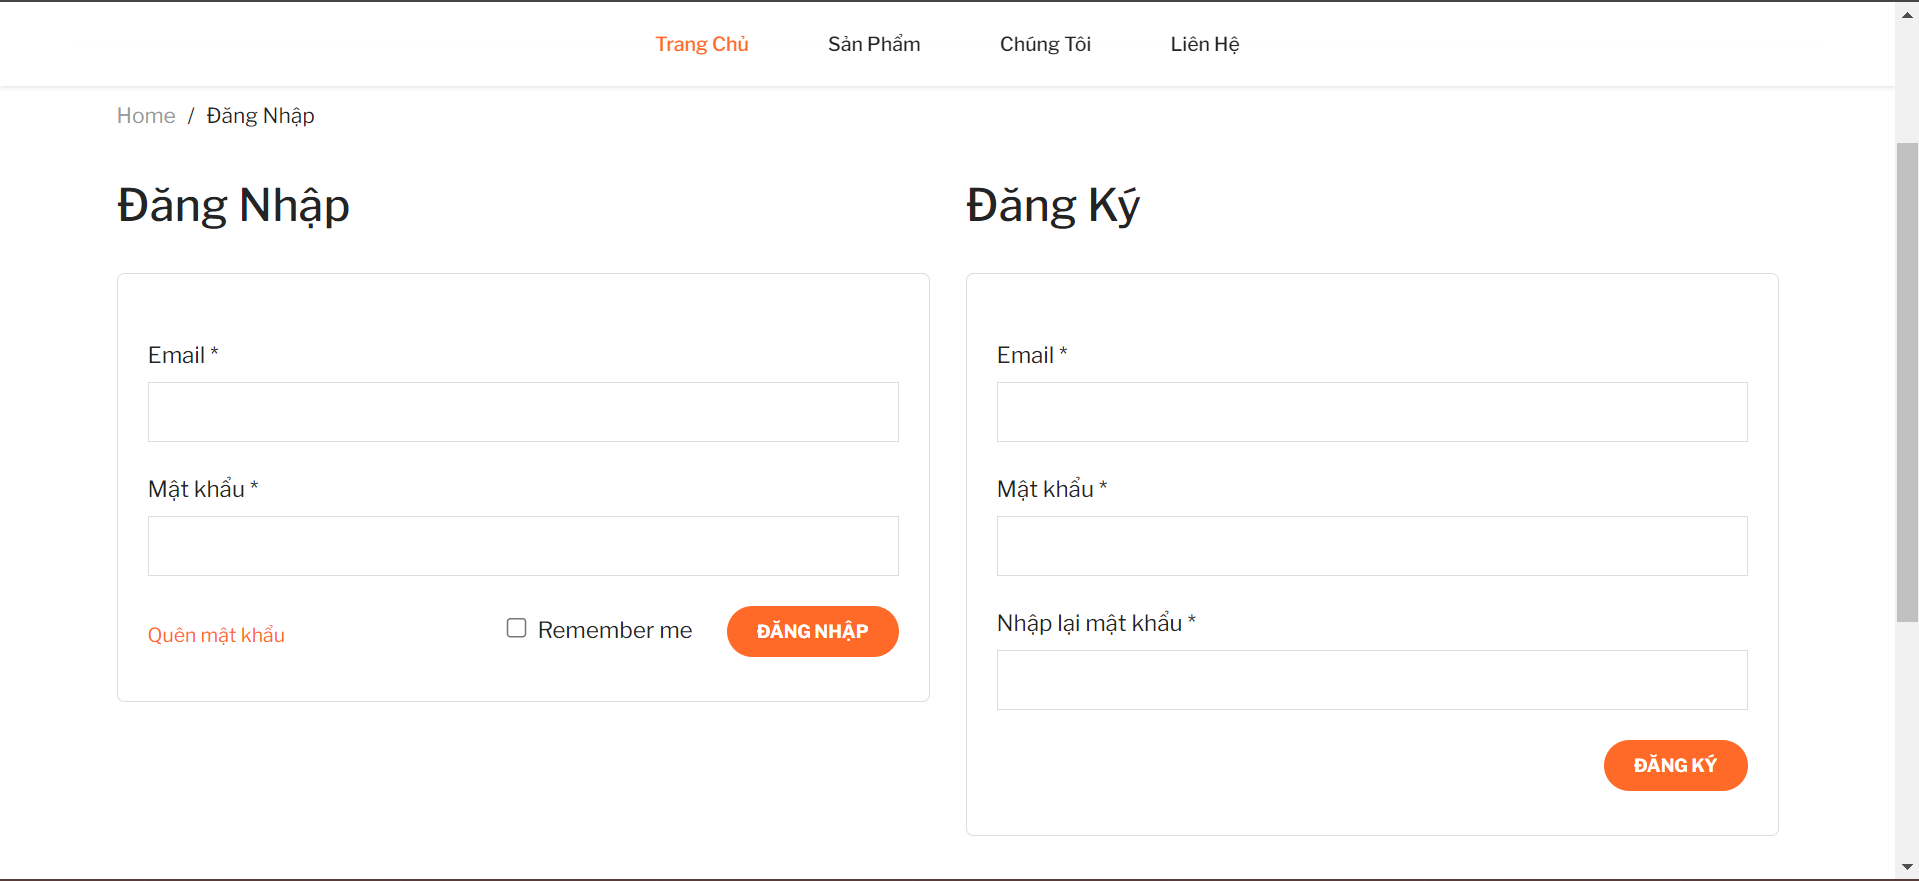 Trang Chủ Sản Phẩm Chúng Tôi Liên Hệ
Home / Đăng Nhập
Đăng Nhập
Email *
Mật khẩu *
Quên mật khẩu Remember me ĐĂNG NHẬP
Đăng Ký
Email *
Mật khẩu *
Nhập lại mật khẩu *
ĐĂNG KÝ